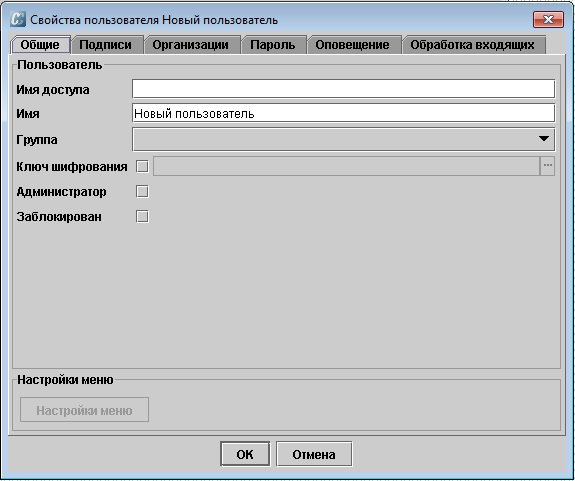 Свойства пользователя Новый пользователь
Общие Подписи Организации Пароль Оповещение Обработка входящих
Пользователь
Имя доступа
Имя Новый пользователь
Группа
Ключ шифрования ...
Администратор
Заблокирован
Настройки меню
Настройки меню
OK Отмена